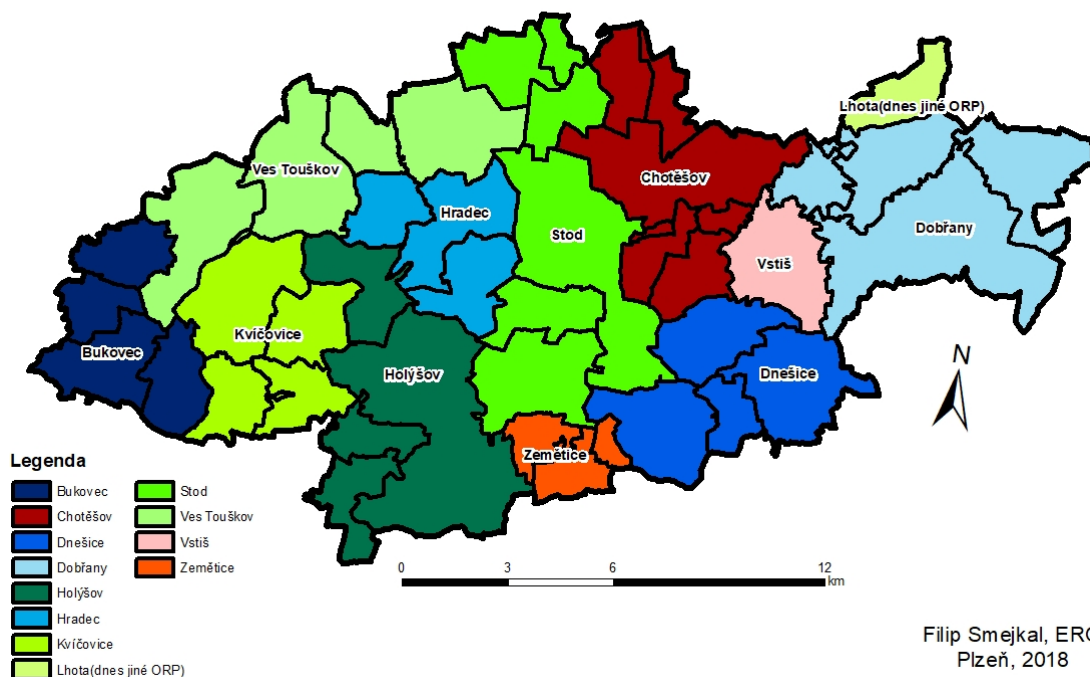 Lhota(dnes jiné ORP)
Ves Touškov
Chotěšov
Hradec
Dobřany
Stod
Vstiš
Kvíčovice
Bukovec
Holýšov
Dnešice
N
Zemětice
Legenda
Bukovec
Chotěšov
Dnešice
Dobřany
Holýšov
Hradec
Kvíčovice
Lhota(dnes jiné ORP)
Stod
Ves Touškov
Vstiš
Zemětice
0 3 6 12
km
Filip Smejkal, ERC
Plzeň, 2018